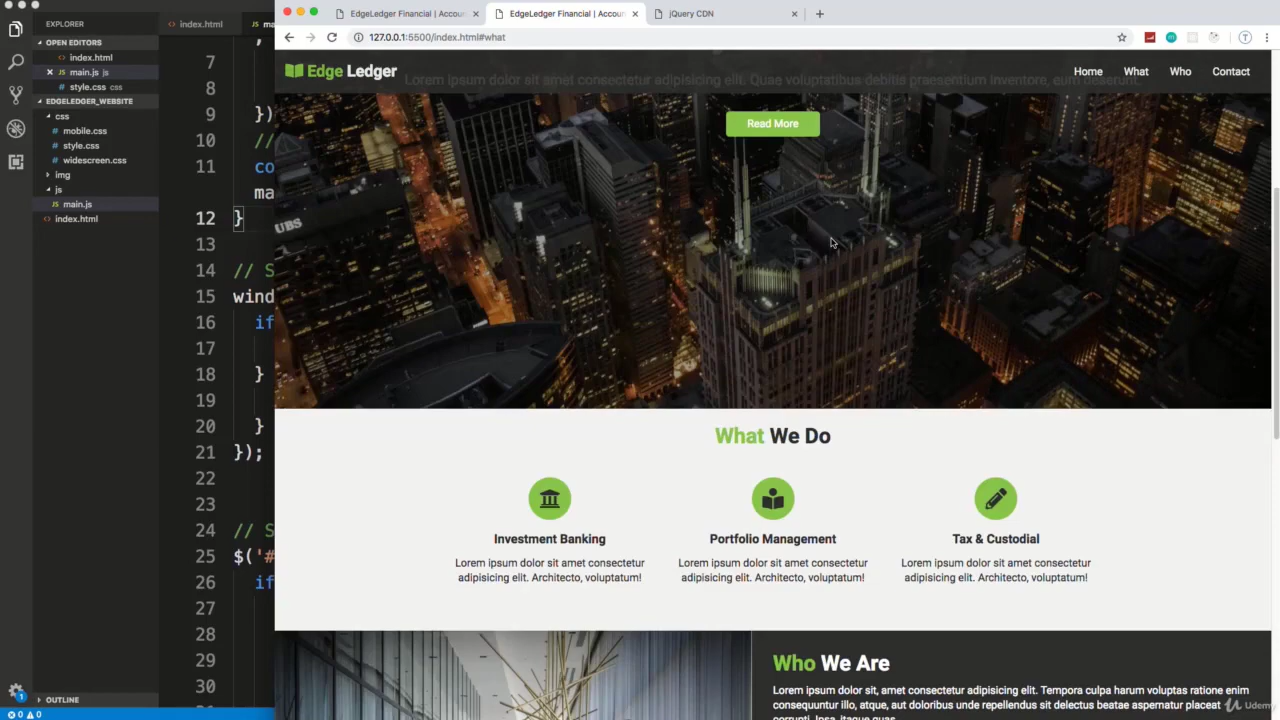 EXPLORER
OPEN EDITORS
index.html
main.js js
style.css css
EDGELEDGER_WEBSITE
css
mobile.css
style.css
widescreen.css
img
js
main.js
index.html
OUTLINE
0 0
1
index.html
7
8
9 })
10 //
11 co
ma
12 }
13
14 // S
15 wind
16 if
17
18 }
19
20 }
21 });
22
23
24 // S
25 $('#
26 if
27
28
29
30
EdgeLedger Financial | Accoun
EdgeLedger Financial | Accoun
jQuery CDN
127.0.0.1:5500/index.html#what
T
Edge Ledger
Home What Who Contact
Lorem ipsum dolor sit amet consectetur adipisicing elit. Quas voluptatibus debitis praesentium inventore, eum deserunt.
Read More
UBS
What We Do
Investment Banking
Lorem ipsum dolor sit amet consectetur
adipisicing elit. Architecto, voluptatum!
Portfolio Management
Lorem ipsum dolor sit amet consectetur
adipisicing elit. Architecto, voluptatum!
Tax & Custodial
Lorem ipsum dolor sit amet consectetur
adipisicing elit. Architecto, voluptatum!
Who We Are
Lorem ipsum dolor sit, amet consectetur adipisicing elit. Tempora culpa harum voluptas ratione enim
consequuntur illo, atque, aut dolores doloribus veritatis sit delectus beatae aspernatur placeat
Udemy